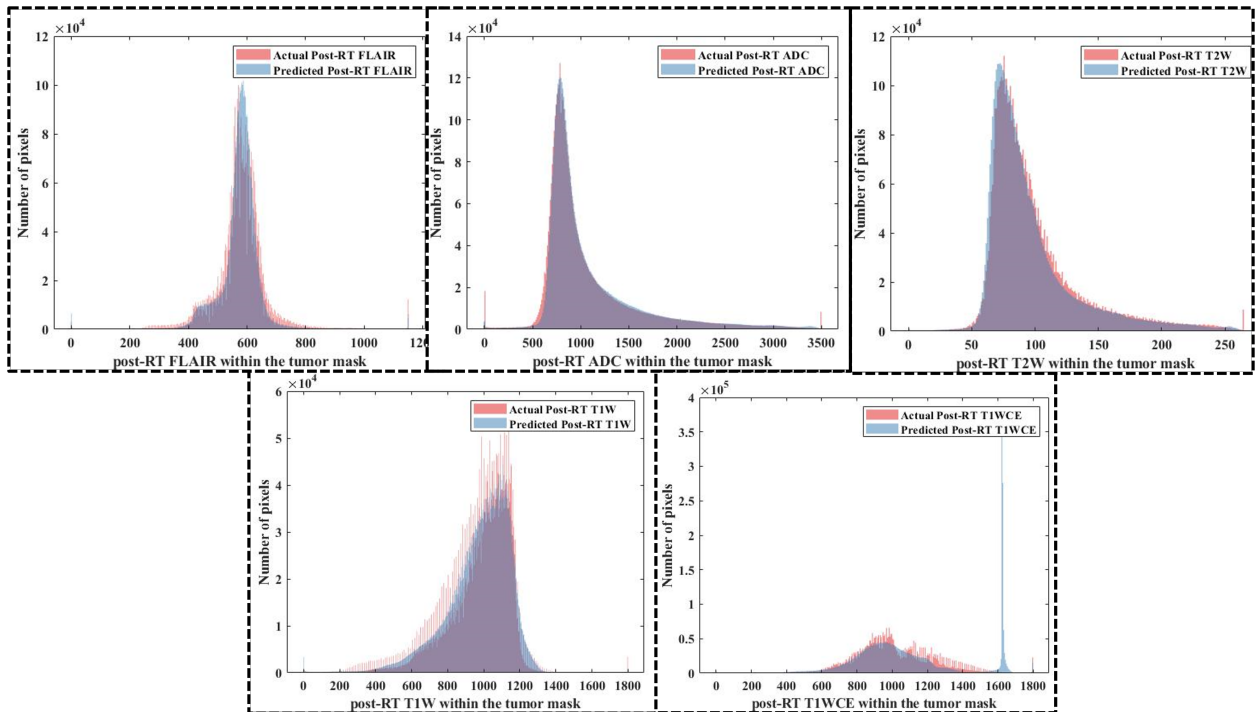 ×10⁴
12
10
8
6
4
2
0
Number of pixels
Actual Post-RT FLAIR
Predicted Post-RT FLAIR
0 200 400 600 800 1000 1200
post-RT FLAIR within the tumor mask
×10⁴
14
12
10
8
6
4
2
0
Number of pixels
Actual Post-RT ADC
Predicted Post-RT ADC
0 500 1000 1500 2000 2500 3000 3500
post-RT ADC within the tumor mask
×10⁴
12
10
8
6
4
2
0
Number of pixels
Actual Post-RT T2W
Predicted Post-RT T2W
0 50 100 150 200 250
post-RT T2W within the tumor mask
×10⁴
6
5
4
3
2
1
0
Number of pixels
Actual Post-RT T1W
Predicted Post-RT T1W
0 200 400 600 800 1000 1200 1400 1600 1800
post-RT T1W within the tumor mask
×10⁵
4
3.5
3
2.5
2
1.5
1
0.5
0
Number of pixels
Actual Post-RT T1WCE
Predicted Post-RT T1WCE
0 200 400 600 800 1000 1200 1400 1600 1800
post-RT T1WCE within the tumor mask